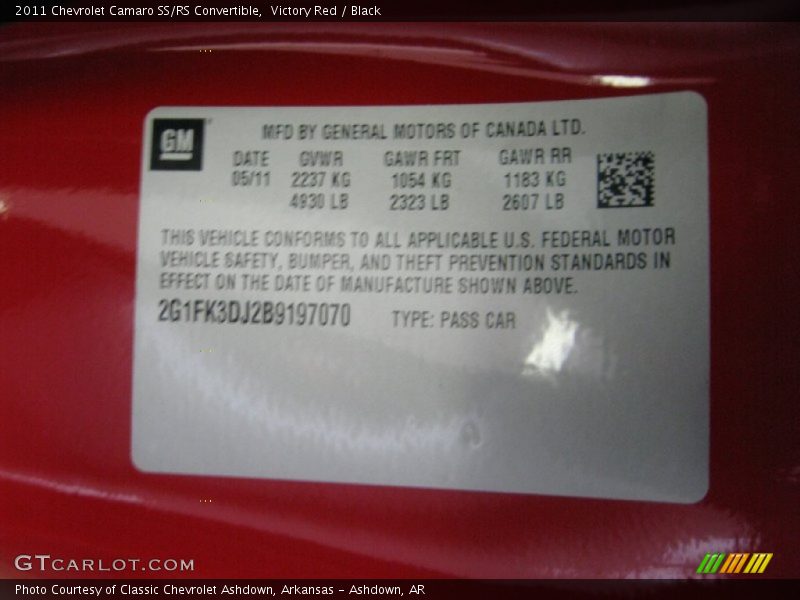 2011 Chevrolet Camaro SS/RS Convertible, Victory Red / Black
GM
MFD BY GENERAL MOTORS OF CANADA LTD.
DATE GVWR GAWR FRT GAWR RR
05/11 2237 KG 1054 KG 1183 KG
4930 LB 2323 LB 2607 LB
THIS VEHICLE CONFORMS TO ALL APPLICABLE U.S. FEDERAL MOTOR
VEHICLE SAFETY, BUMPER, AND THEFT PREVENTION STANDARDS IN
EFFECT ON THE DATE OF MANUFACTURE SHOWN ABOVE.
2G1FK3DJ2B9197070 TYPE: PASS CAR
GTCARLOT.COM
Photo Courtesy of Classic Chevrolet Ashdown, Arkansas - Ashdown, AR